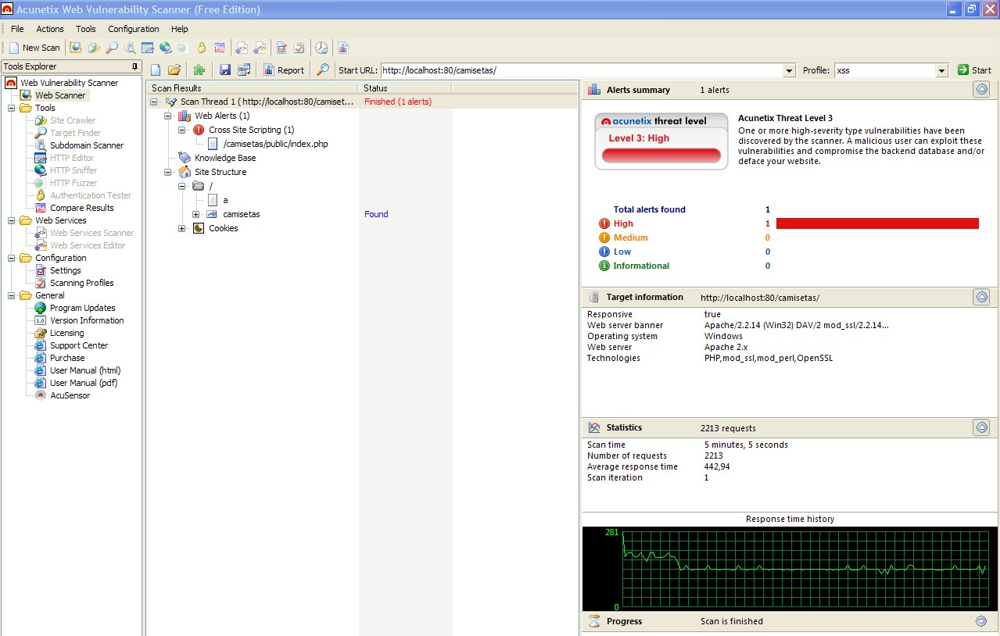 Acunetix Web Vulnerability Scanner (Free Edition)
File Actions Tools Configuration Help
New Scan
Tools Explorer
Web Vulnerability Scanner
Web Scanner
Tools
Site Crawler
Target Finder
Subdomain Scanner
HTTP Editor
HTTP Sniffer
HTTP Fuzzer
Authentication Tester
Compare Results
Web Services
Web Services Scanner
Web Services Editor
Configuration
Settings
Scanning Profiles
General
Program Updates
1.0 Version Information
Licensing
Support Center
Purchase
User Manual (html)
User Manual (pdf)
AcuSensor
Report Start URL: http://localhost:80/camisetas/ Profile: xss Start
Scan Results Status
Scan Thread 1 ( http://localhost:80/camiset... Finished (1 alerts)
Web Alerts (1)
Cross Site Scripting (1)
/camisetas/public/index.php
Knowledge Base
Site Structure
/
a
camisetas Found
Cookies
Alerts summary 1 alerts
acunetix threat level
Level 3: High
Acunetix Threat Level 3
One or more high-severity type vulnerabilities have been
discovered by the scanner. A malicious user can exploit these
vulnerabilities and compromise the backend database and/or
deface your website.
Total alerts found 1
High 1
Medium 0
Low 0
Informational 0
Target information http://localhost:80/camisetas/
Responsive true
Web server banner Apache/2.2.14 (Win32) DAV/2 mod_ssl/2.2.14...
Operating system Windows
Web server Apache 2.x
Technologies PHP,mod_ssl,mod_perl,OpenSSL
Statistics 2213 requests
Scan time 5 minutes, 5 seconds
Number of requests 2213
Average response time 442,94
Scan iteration 1
Response time history
281
0
Progress Scan is finished